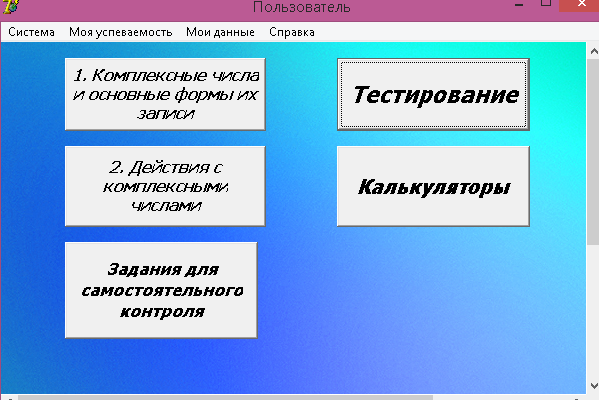 Пользователь
Система Моя успеваемость Мои данные Справка
1. Комплексные числа
и основные формы их
записи
Тестирование
2. Действия с
комплексными
числами
Калькуляторы
Задания для
самостоятельного
контроля